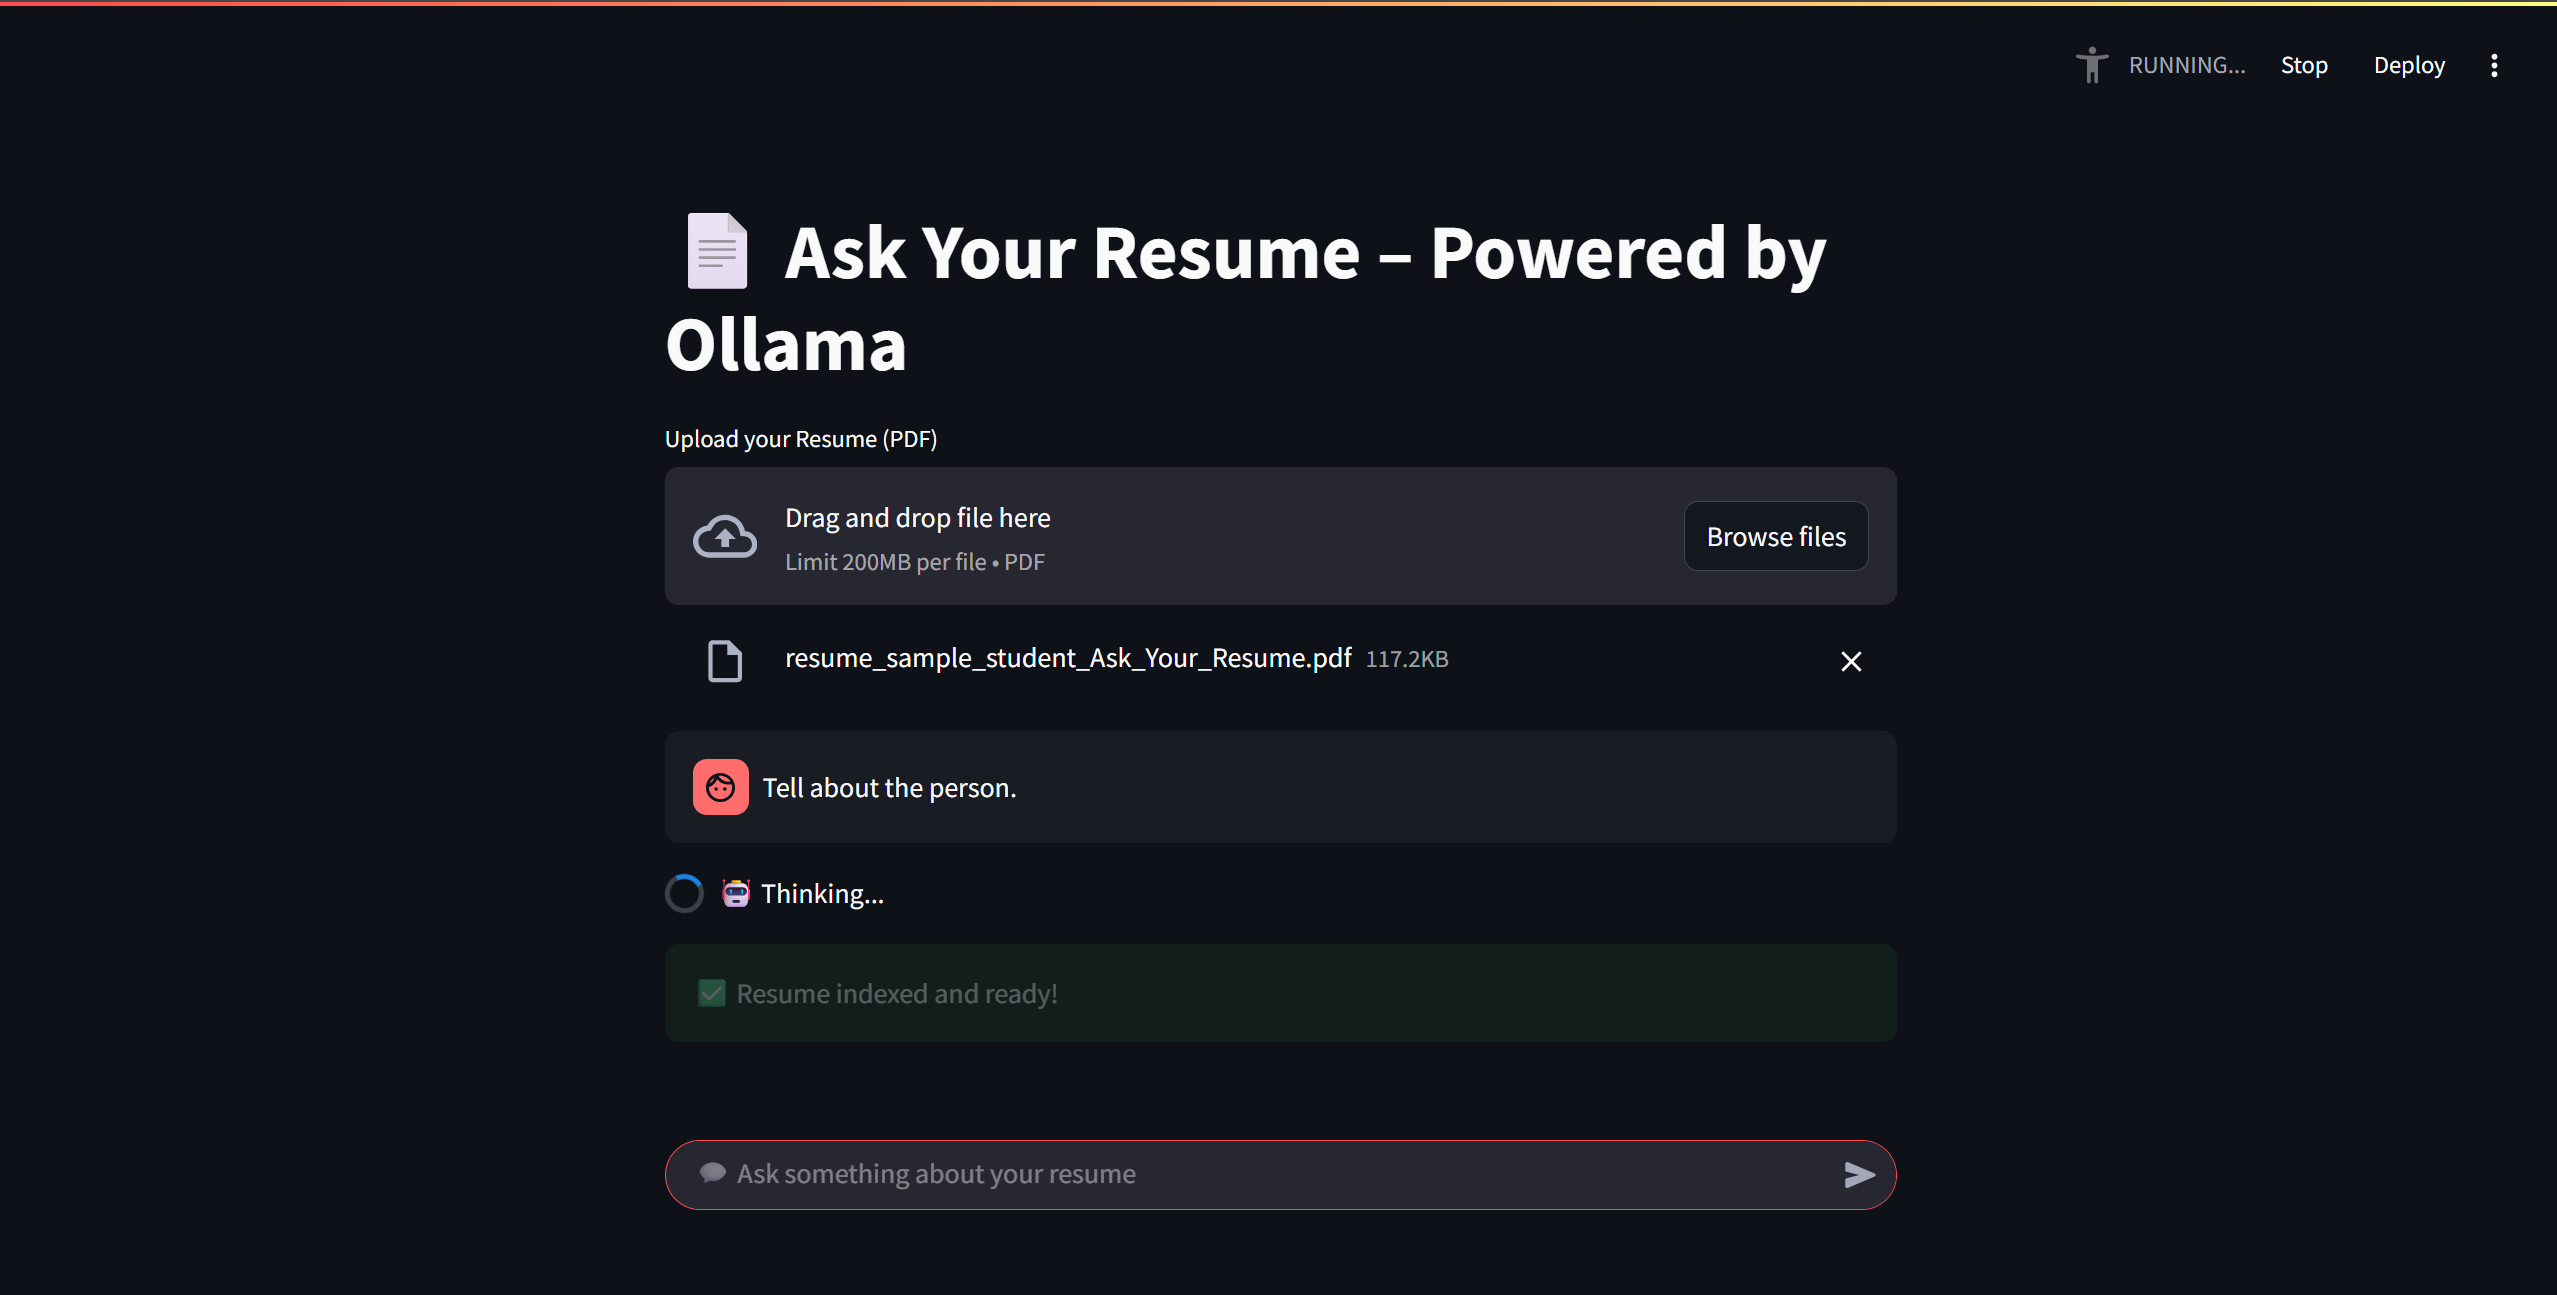 RUNNING...
Stop
Deploy
Ask Your Resume – Powered by
Ollama
Upload your Resume (PDF)
Drag and drop file here
Limit 200MB per file • PDF
Browse files
resume_sample_student_Ask_Your_Resume.pdf 117.2KB
Tell about the person.
Thinking...
Resume indexed and ready!
Ask something about your resume